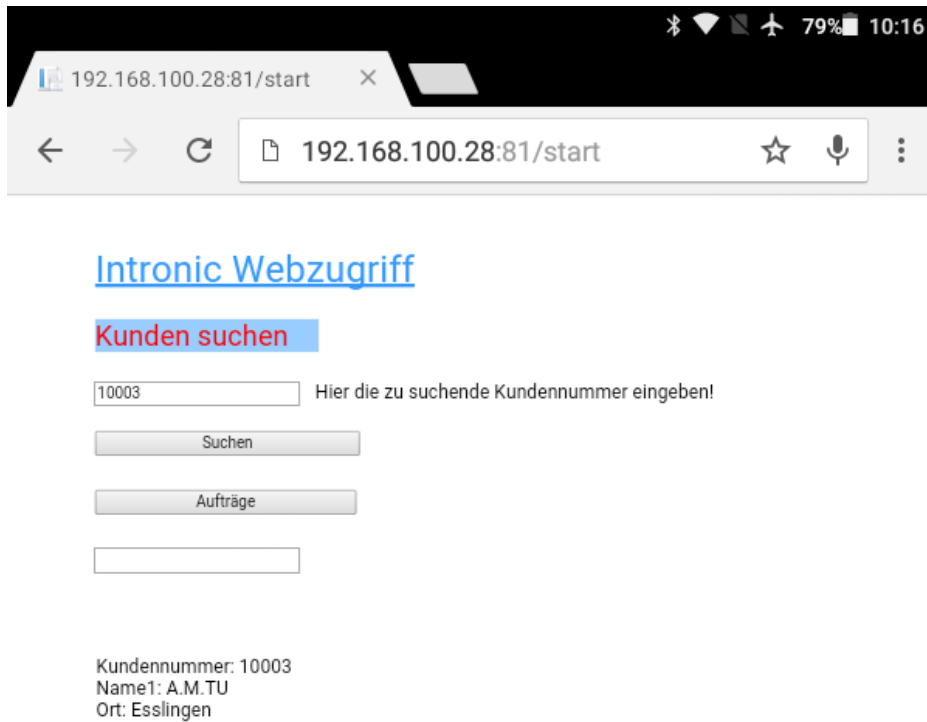 79% 10:16
192.168.100.28:81/start
192.168.100.28:81/start
Intronic Webzugriff
Kunden suchen
10003 Hier die zu suchende Kundennummer eingeben!
Suchen
Aufträge
Kundennummer: 10003
Name1: A.M.TU
Ort: Esslingen